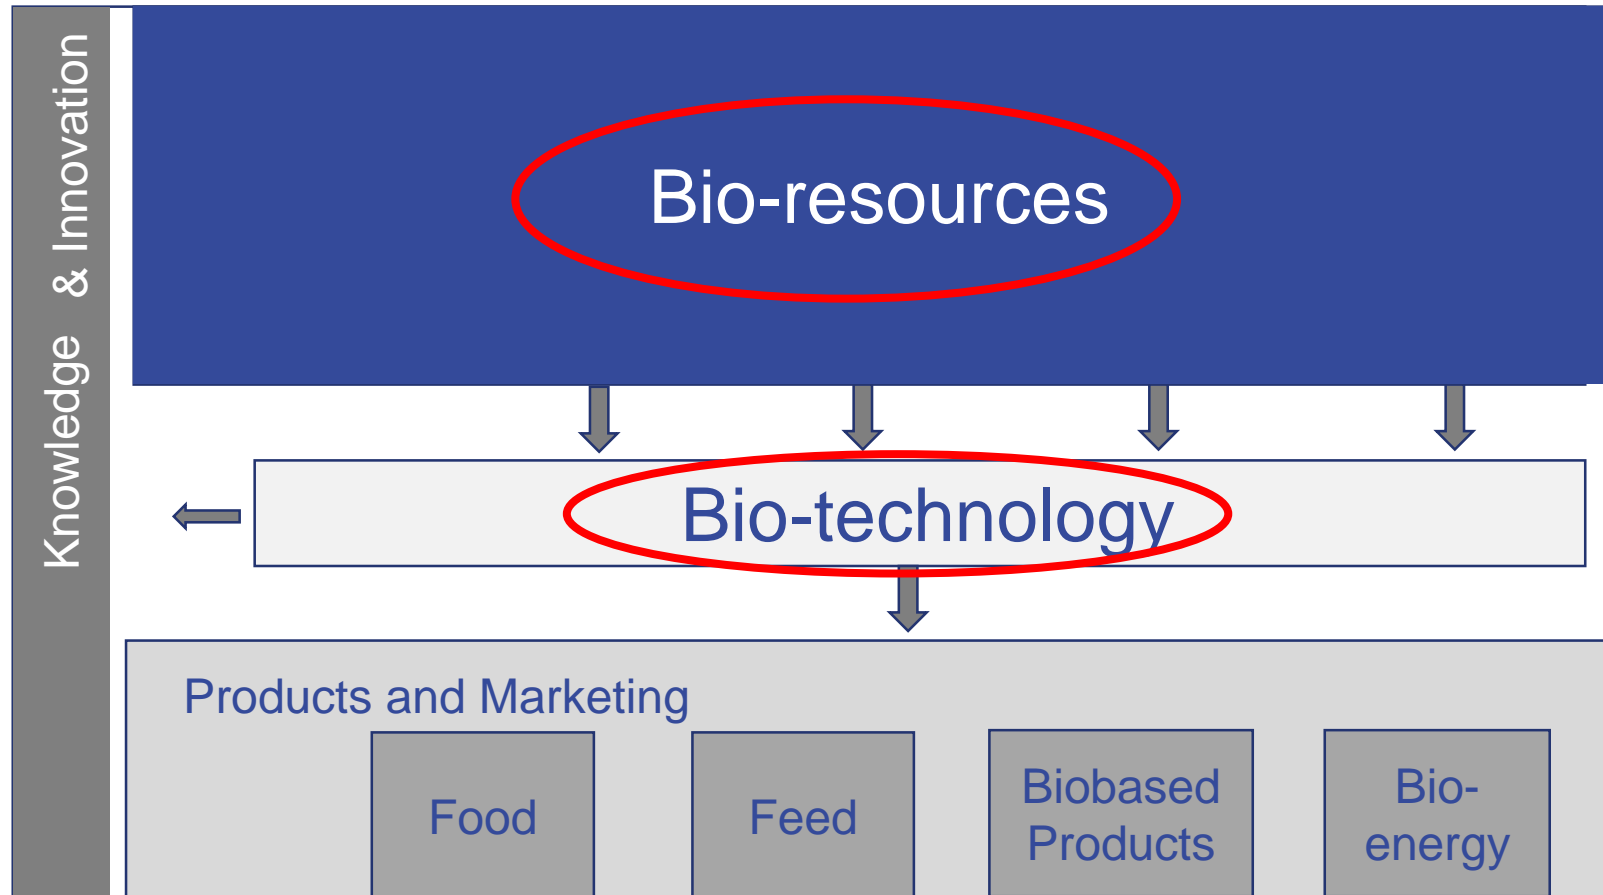 Knowledge & Innovation
Bio-resources
Bio-technology
Products and Marketing
Food
Feed
Biobased
Products
Bio-
energy